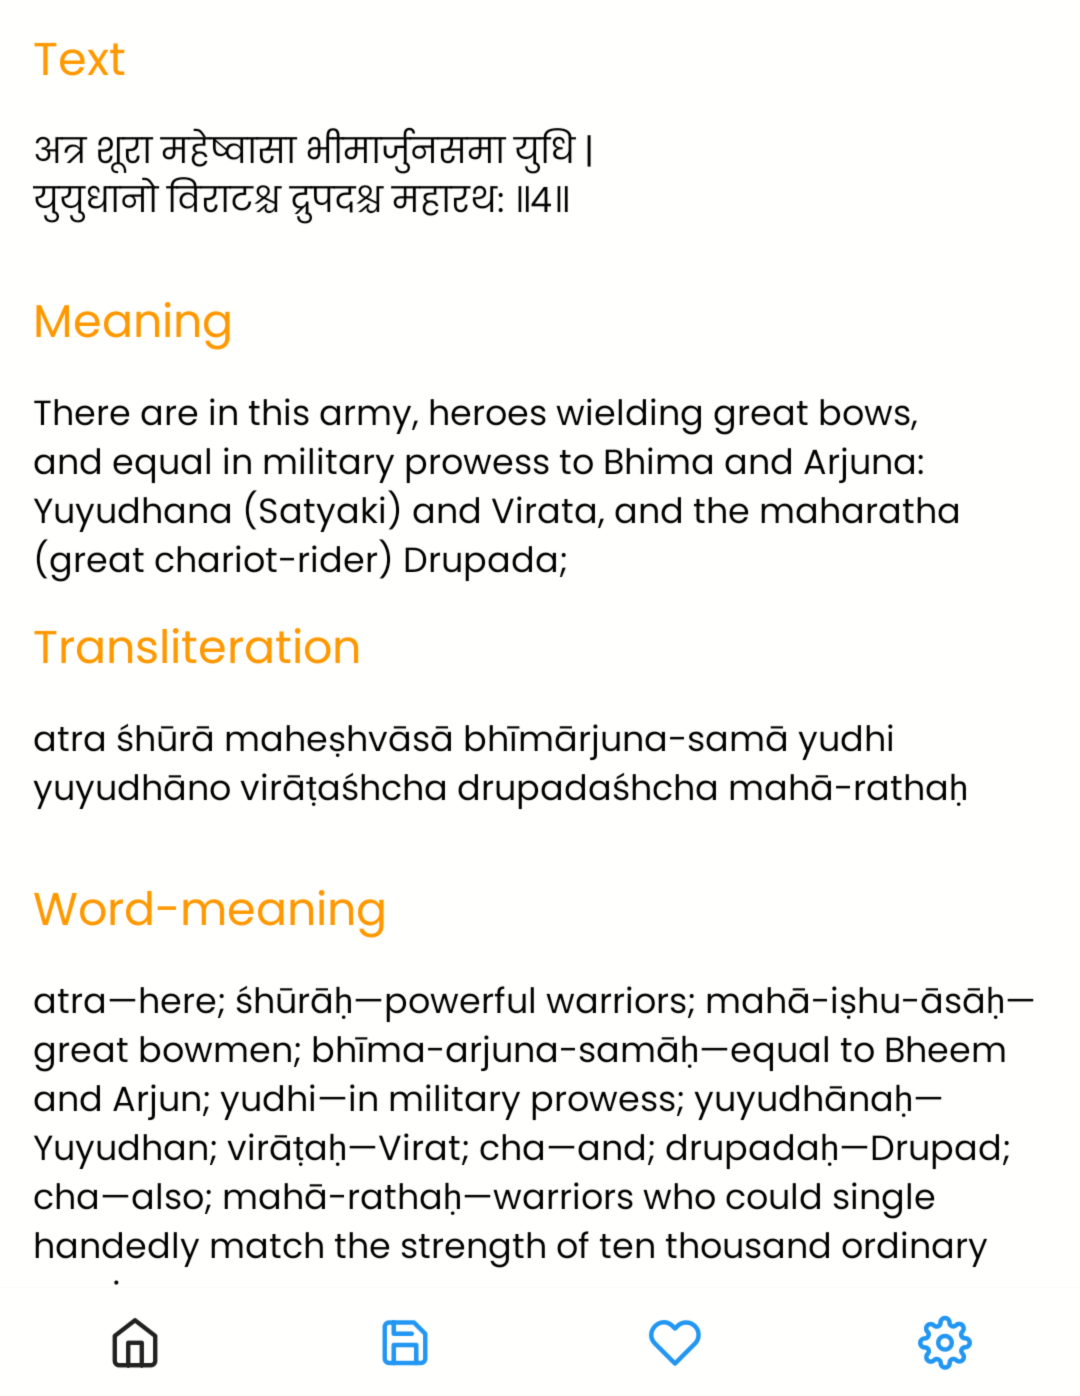 Text
अत्र शूरा महेष्वासा भीमार्जुनसमा युधि |
युयुधानो विराटश्च द्रुपदश्च महारथ: ॥4॥
Meaning
There are in this army, heroes wielding great bows,
and equal in military prowess to Bhima and Arjuna:
Yuyudhana (Satyaki) and Virata, and the maharatha
(great chariot-rider) Drupada;
Transliteration
atra śhūrā maheṣhvāsā bhīmārjuna-samā yudhi
yuyudhāno virāṭaśhcha drupadaśhcha mahā-rathaḥ
Word-meaning
atra—here; śhūrāḥ—powerful warriors; mahā-iṣhu-āsāḥ—
great bowmen; bhīma-arjuna-samāḥ—equal to Bheem
and Arjun; yudhi—in military prowess; yuyudhānaḥ—
Yuyudhan; virāṭaḥ—Virat; cha—and; drupadaḥ—Drupad;
cha—also; mahā-rathaḥ—warriors who could single
handedly match the strength of ten thousand ordinary